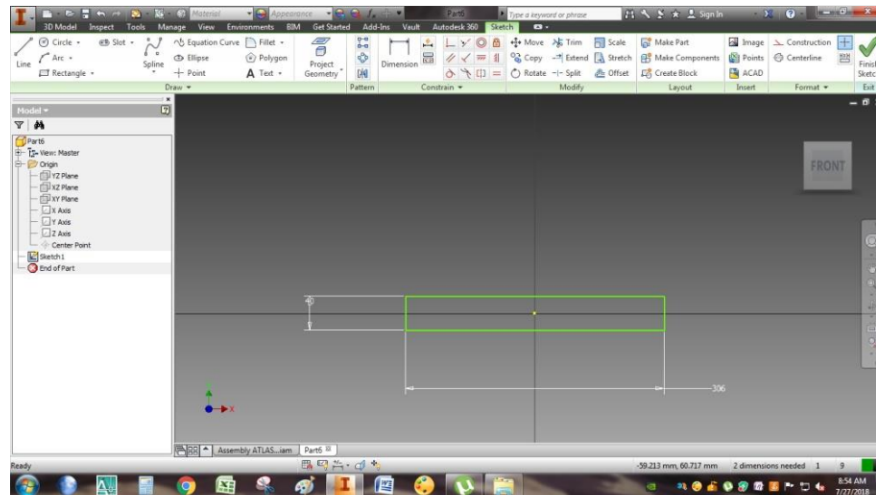 Material
Appearance
Part6
Type a keyword or phrase
Sign In
3D Model Inspect Tools Manage View Environments BIM Get Started Add-Ins Vault Autodesk 360 Sketch
Line
Circle
Arc
Rectangle
Slot
Spline
Equation Curve
Ellipse
Point
Fillet
Polygon
Text
Project Geometry
Dimension
Move
Copy
Rotate
Trim
Extend
Split
Scale
Stretch
Offset
Make Part
Make Components
Create Block
Image
Points
ACAD
Construction
Centerline
Draw
Pattern
Constrain
Modify
Layout
Insert
Format
Exit
Model
Part6
View: Master
Origin
YZ Plane
XZ Plane
XY Plane
X Axis
Y Axis
Z Axis
Center Point
Sketch1
End of Part
FRONT
306
X
Assembly ATLAS...iam
Part6
Ready
-59.213 mm, 60.717 mm 2 dimensions needed 1 9
8:54 AM
7/27/2018